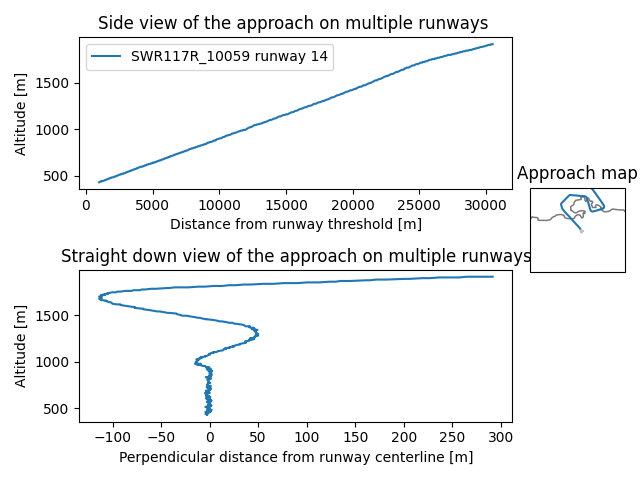 Side view of the approach on multiple runways
SWR117R_10059 runway 14
Altitude [m]
1500
1000
500
0 5000 10000 15000 20000 25000 30000
Distance from runway threshold [m]
Approach map
Straight down view of the approach on multiple runways
Altitude [m]
1500
1000
500
−100 −50 0 50 100 150 200 250 300
Perpendicular distance from runway centerline [m]